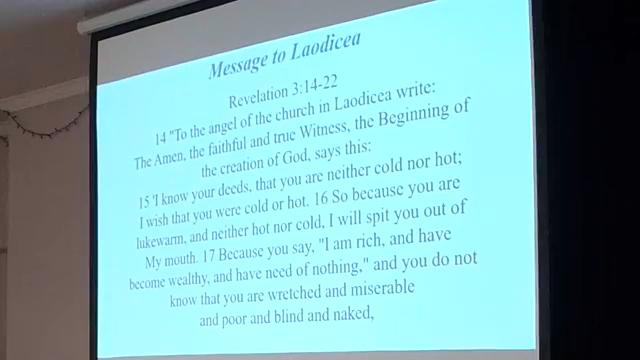 Message to Laodicea
Revelation 3:14-22
14 "To the angel of the church in Laodicea write:
The Amen, the faithful and true Witness, the Beginning of
the creation of God, says this:
15 'I know your deeds, that you are neither cold nor hot;
I wish that you were cold or hot. 16 So because you are
lukewarm, and neither hot nor cold, I will spit you out of
My mouth. 17 Because you say, "I am rich, and have
become wealthy, and have need of nothing," and you do not
know that you are wretched and miserable
and poor and blind and naked,